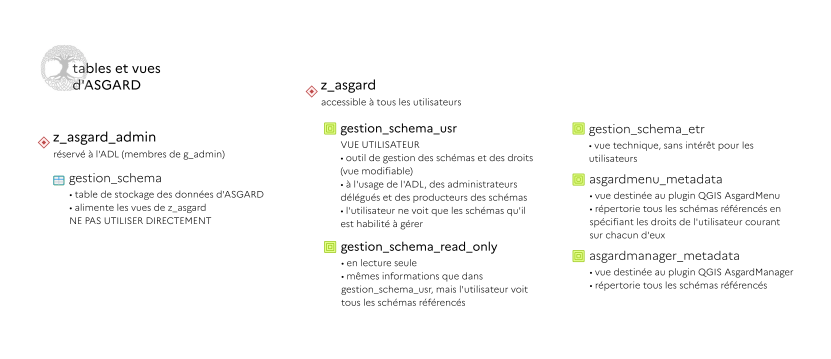 tables et vues
d'ASGARD
z_asgard_admin
réservé à l'ADL (membres de g_admin)
gestion_schema
• table de stockage des données d'ASGARD
• alimente les vues de z_asgard
NE PAS UTILISER DIRECTEMENT
z_asgard
accessible à tous les utilisateurs
gestion_schema_usr
VUE UTILISATEUR
• outil de gestion des schémas et des droits
(vue modifiable)
• à l'usage de l'ADL, des administrateurs
délégués et des producteurs des schémas
• l'utilisateur ne voit que les schémas qu'il
est habilité à gérer
gestion_schema_read_only
• en lecture seule
• mêmes informations que dans
gestion_schema_usr, mais l'utilisateur voit
tous les schémas référencés
gestion_schema_etr
• vue technique, sans intérêt pour les
utilisateurs
asgardmenu_metadata
• vue destinée au plugin QGIS AsgardMenu
• répertorie tous les schémas référencés en
spécifiant les droits de l'utilisateur courant
sur chacun d'eux
asgardmanager_metadata
• vue destinée au plugin QGIS AsgardManager
• répertorie tous les schémas référencés